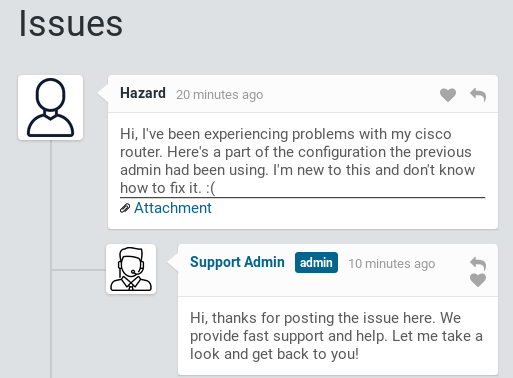 Issues
Hazard 20 minutes ago
Hi, I've been experiencing problems with my cisco
router. Here's a part of the configuration the previous
admin had been using. I'm new to this and don't know
how to fix it. :(
Attachment
Support Admin admin 10 minutes ago
Hi, thanks for posting the issue here. We
provide fast support and help. Let me take a
look and get back to you!